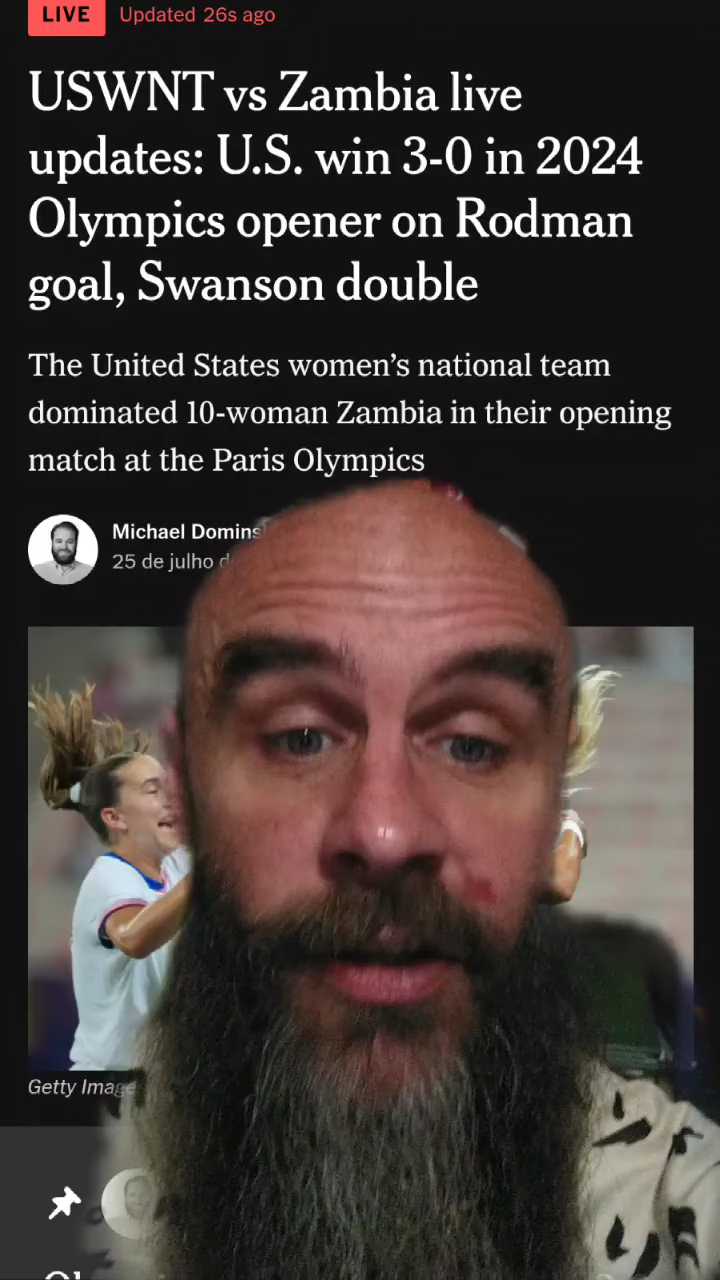 LIVE Updated 26s ago
USWNT vs Zambia live
updates: U.S. win 3-0 in 2024
Olympics opener on Rodman
goal, Swanson double
The United States women's national team
dominated 10-woman Zambia in their opening
match at the Paris Olympics
Michael
25 de julho
Getty